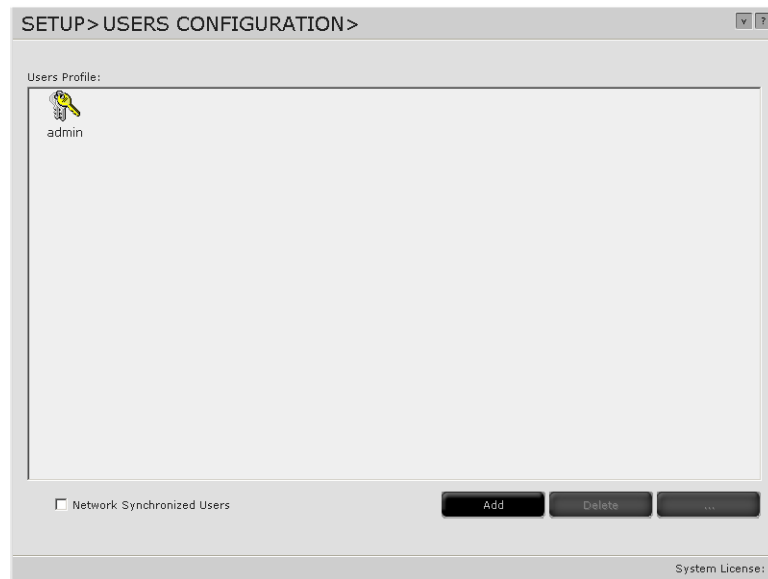 SETUP>USERS CONFIGURATION>
v ?
Users Profile:
admin
Network Synchronized Users
Add Delete ...
System License: